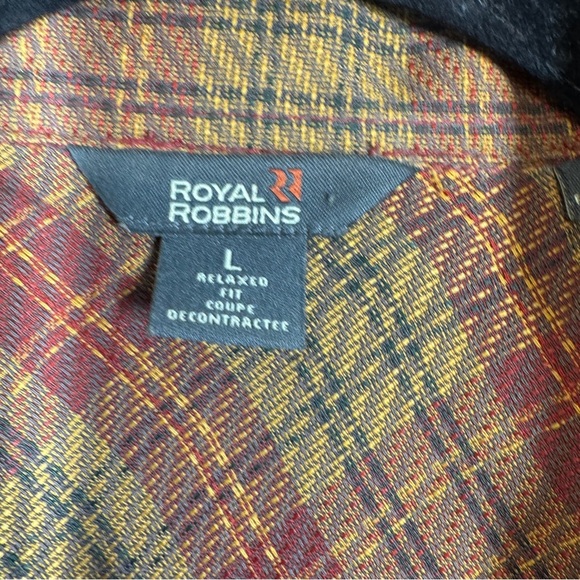 ROYAL
ROBBINS
L
RELAXED
FIT
COUPE
DECONTRACTEE